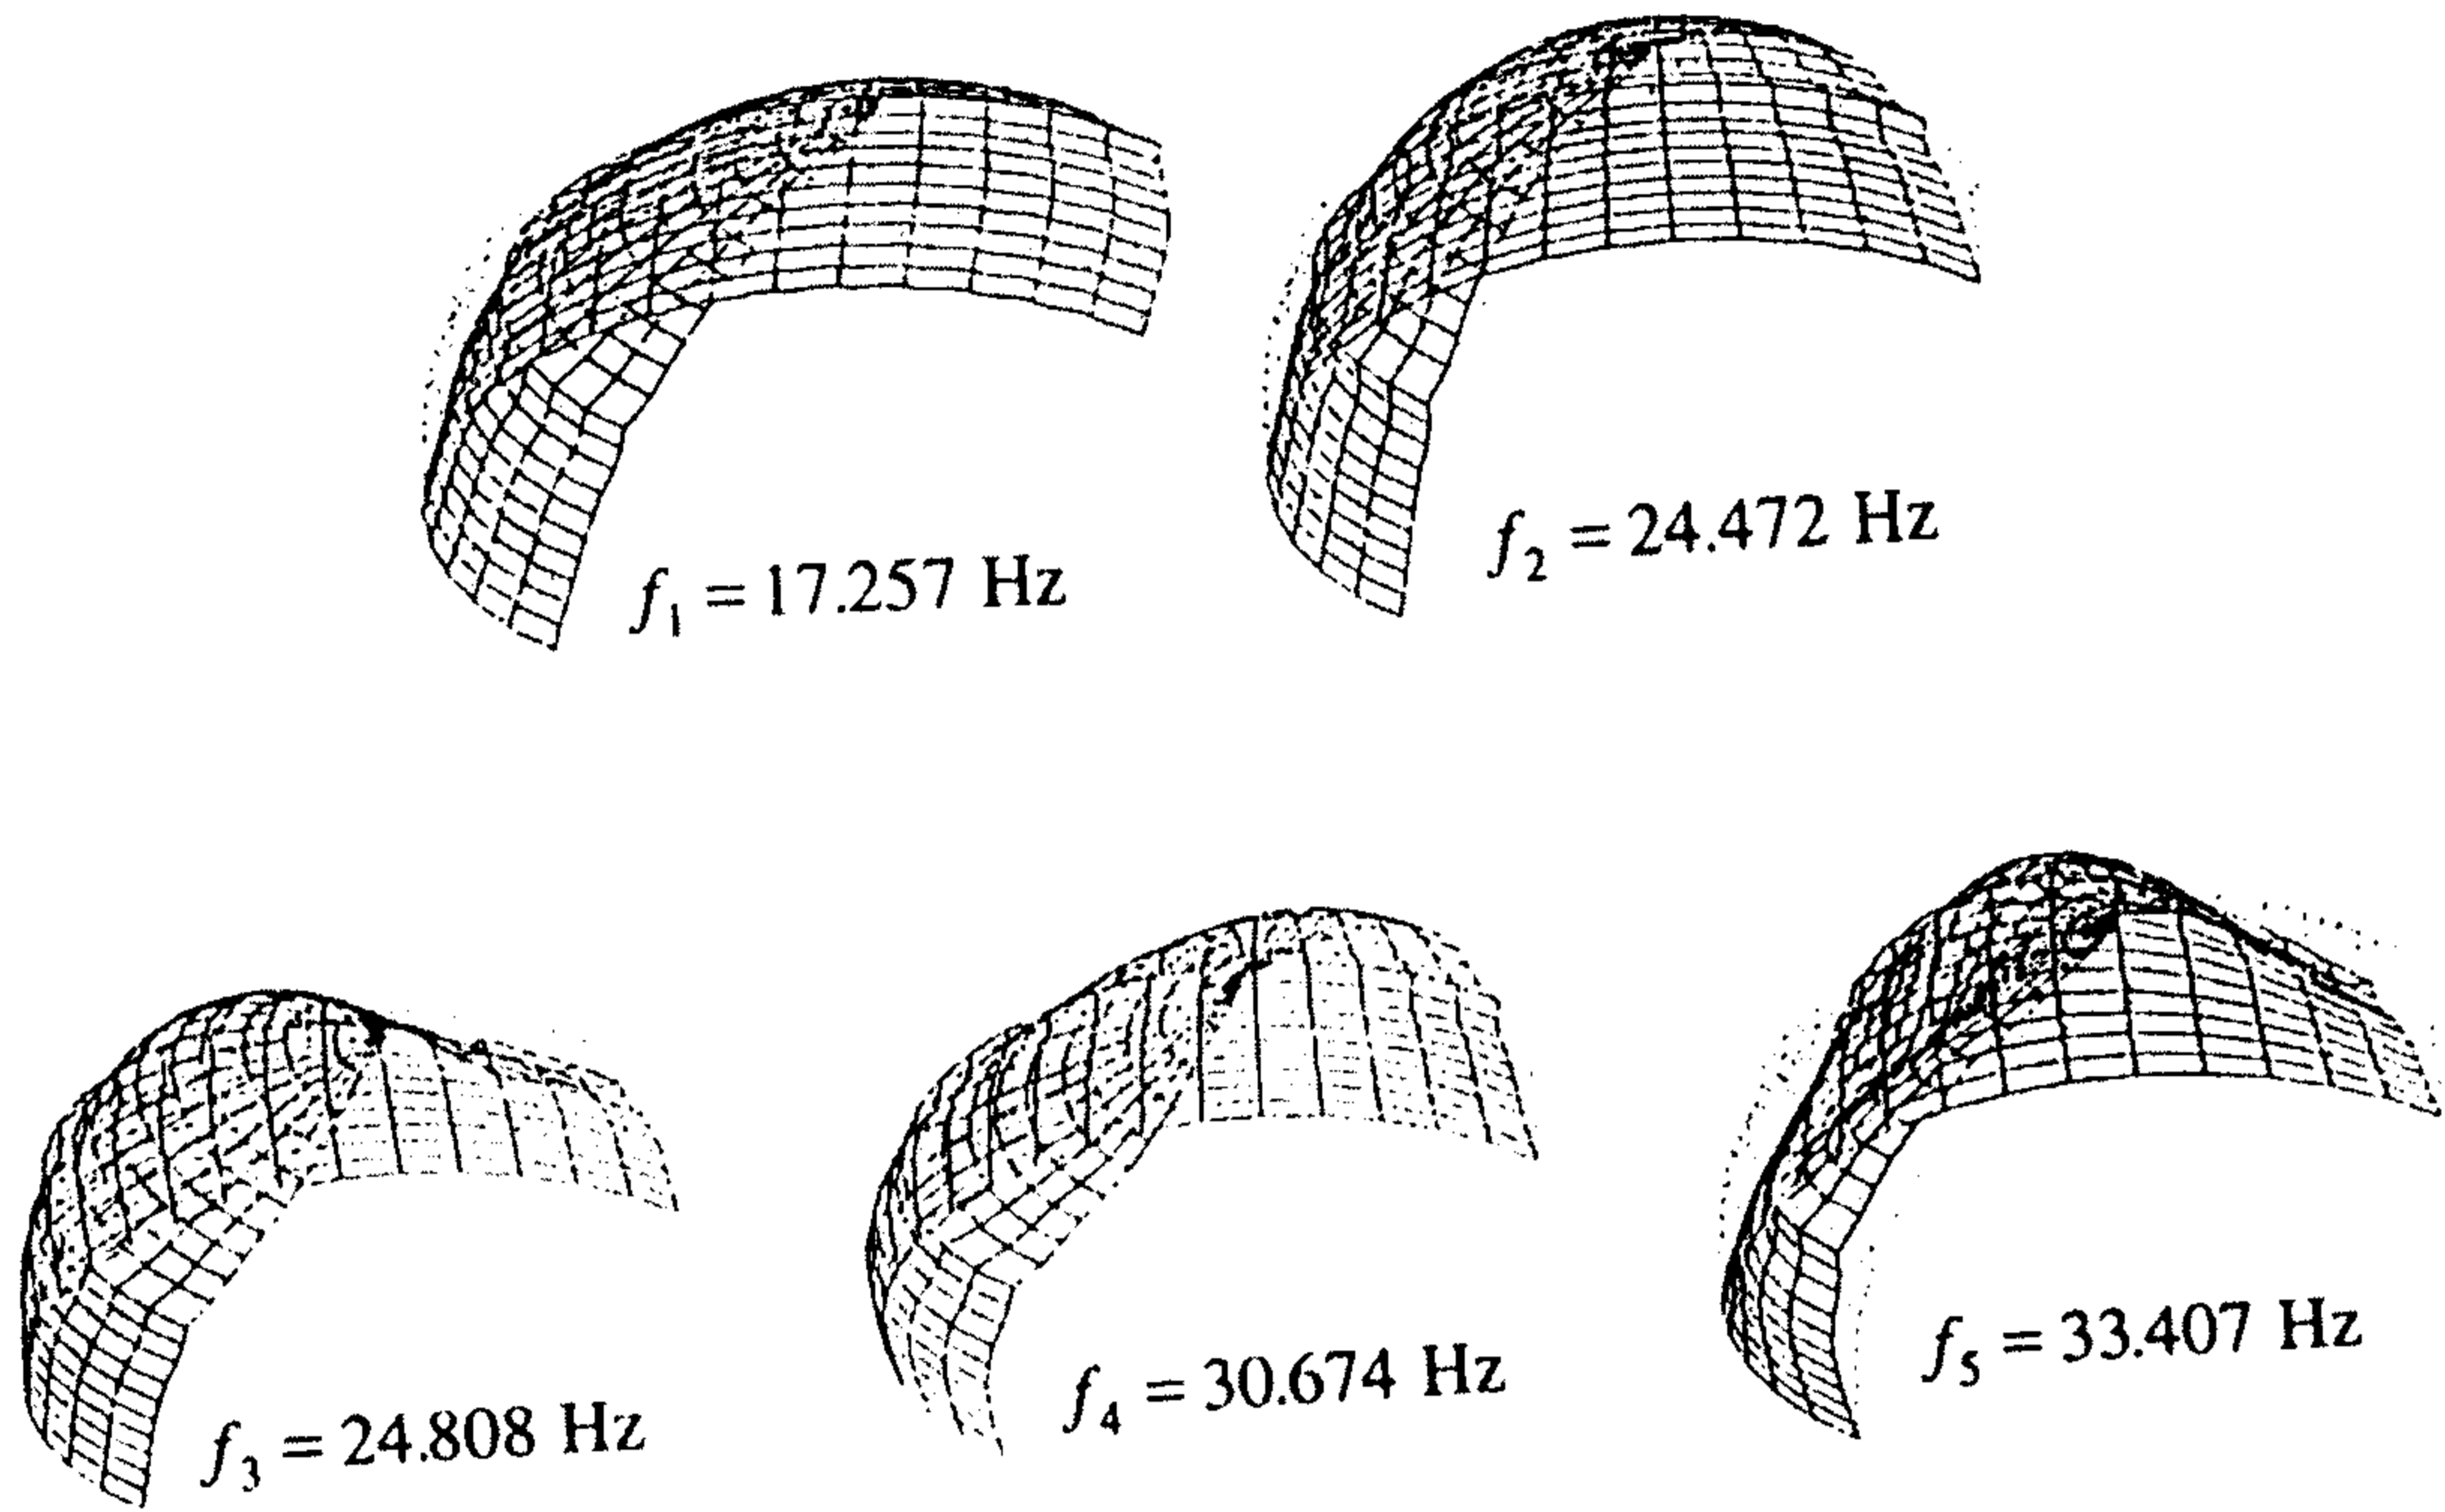 f₁ = 17.257 Hz
f₂ = 24.472 Hz
f₃ = 24.808 Hz
f₄ = 30.674 Hz
f₅ = 33.407 Hz